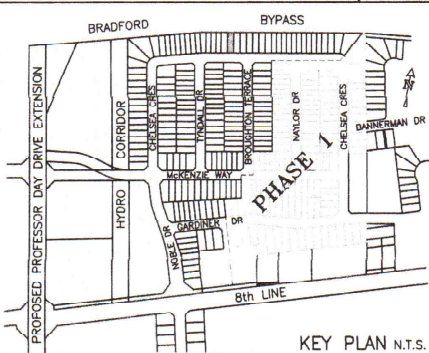 BRADFORD BYPASS
PROPOSED PROFESSOR DAY DRIVE EXTENSION
HYDRO CORRIDOR
CHELSEA CRES
TYNDALL DR
BROUGHTON TERRACE
NAYLOR DR
CHELSEA CRES
DANNERMAN DR
N
McKENZIE WAY
PHASE 1
GARDINER DR
NOBLE DR
8th LINE
KEY PLAN N.T.S.